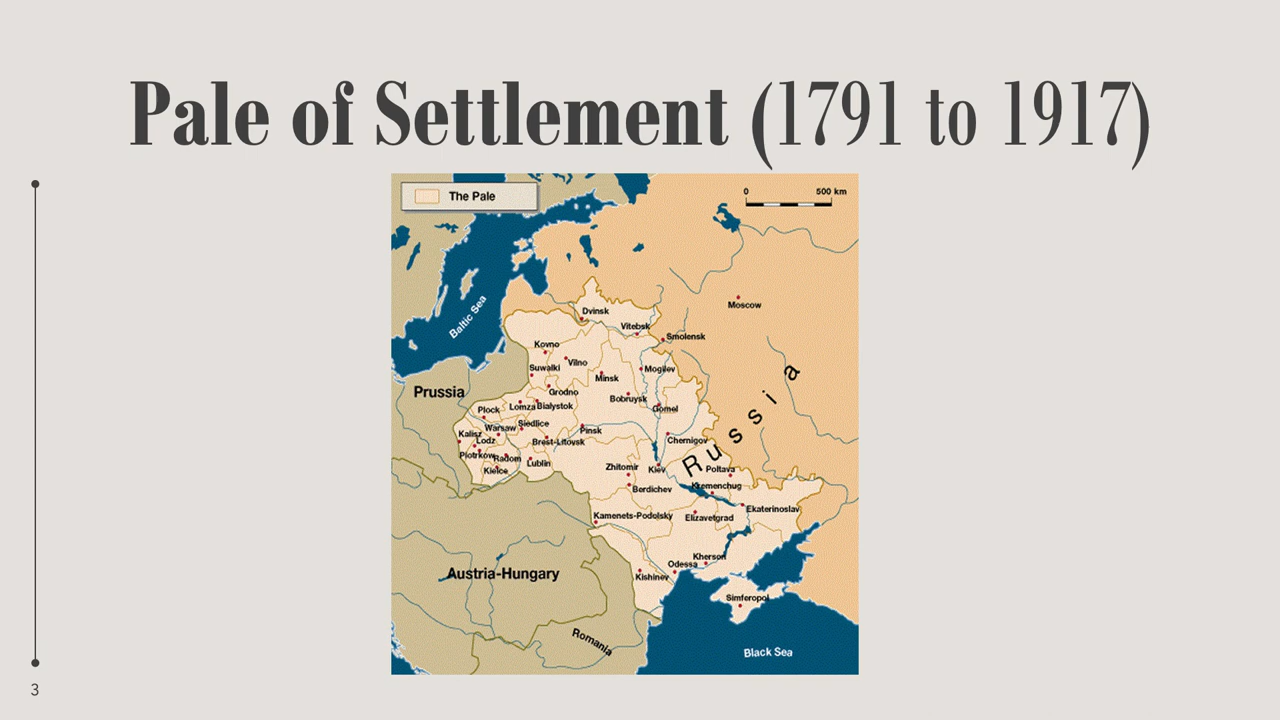 Pale of Settlement (1791 to 1917)
The Pale
0 500 km
Baltic Sea
Moscow
Dvinsk
Vitebsk
Smolensk
Kovno
Vilno
Suwalki
Minsk
Mogilev
Prussia
Grodno
Bobruysk
Plock
Lomza
Bialystok
Gomel
Siedlice
Warsaw
Pinsk
Kalisz
Lodz
Brest-Litovsk
Chernigov
Russia
Piotrkow
Radom
Lublin
Kielce
Zhitomir
Kiev
Poltava
Berdichev
Kremenchug
Ekaterinoslav
Kamenets-Podolsky
Elizavetgrad
Kherson
Odessa
Kishinev
Austria-Hungary
Simferopol
Romania
Black Sea
3